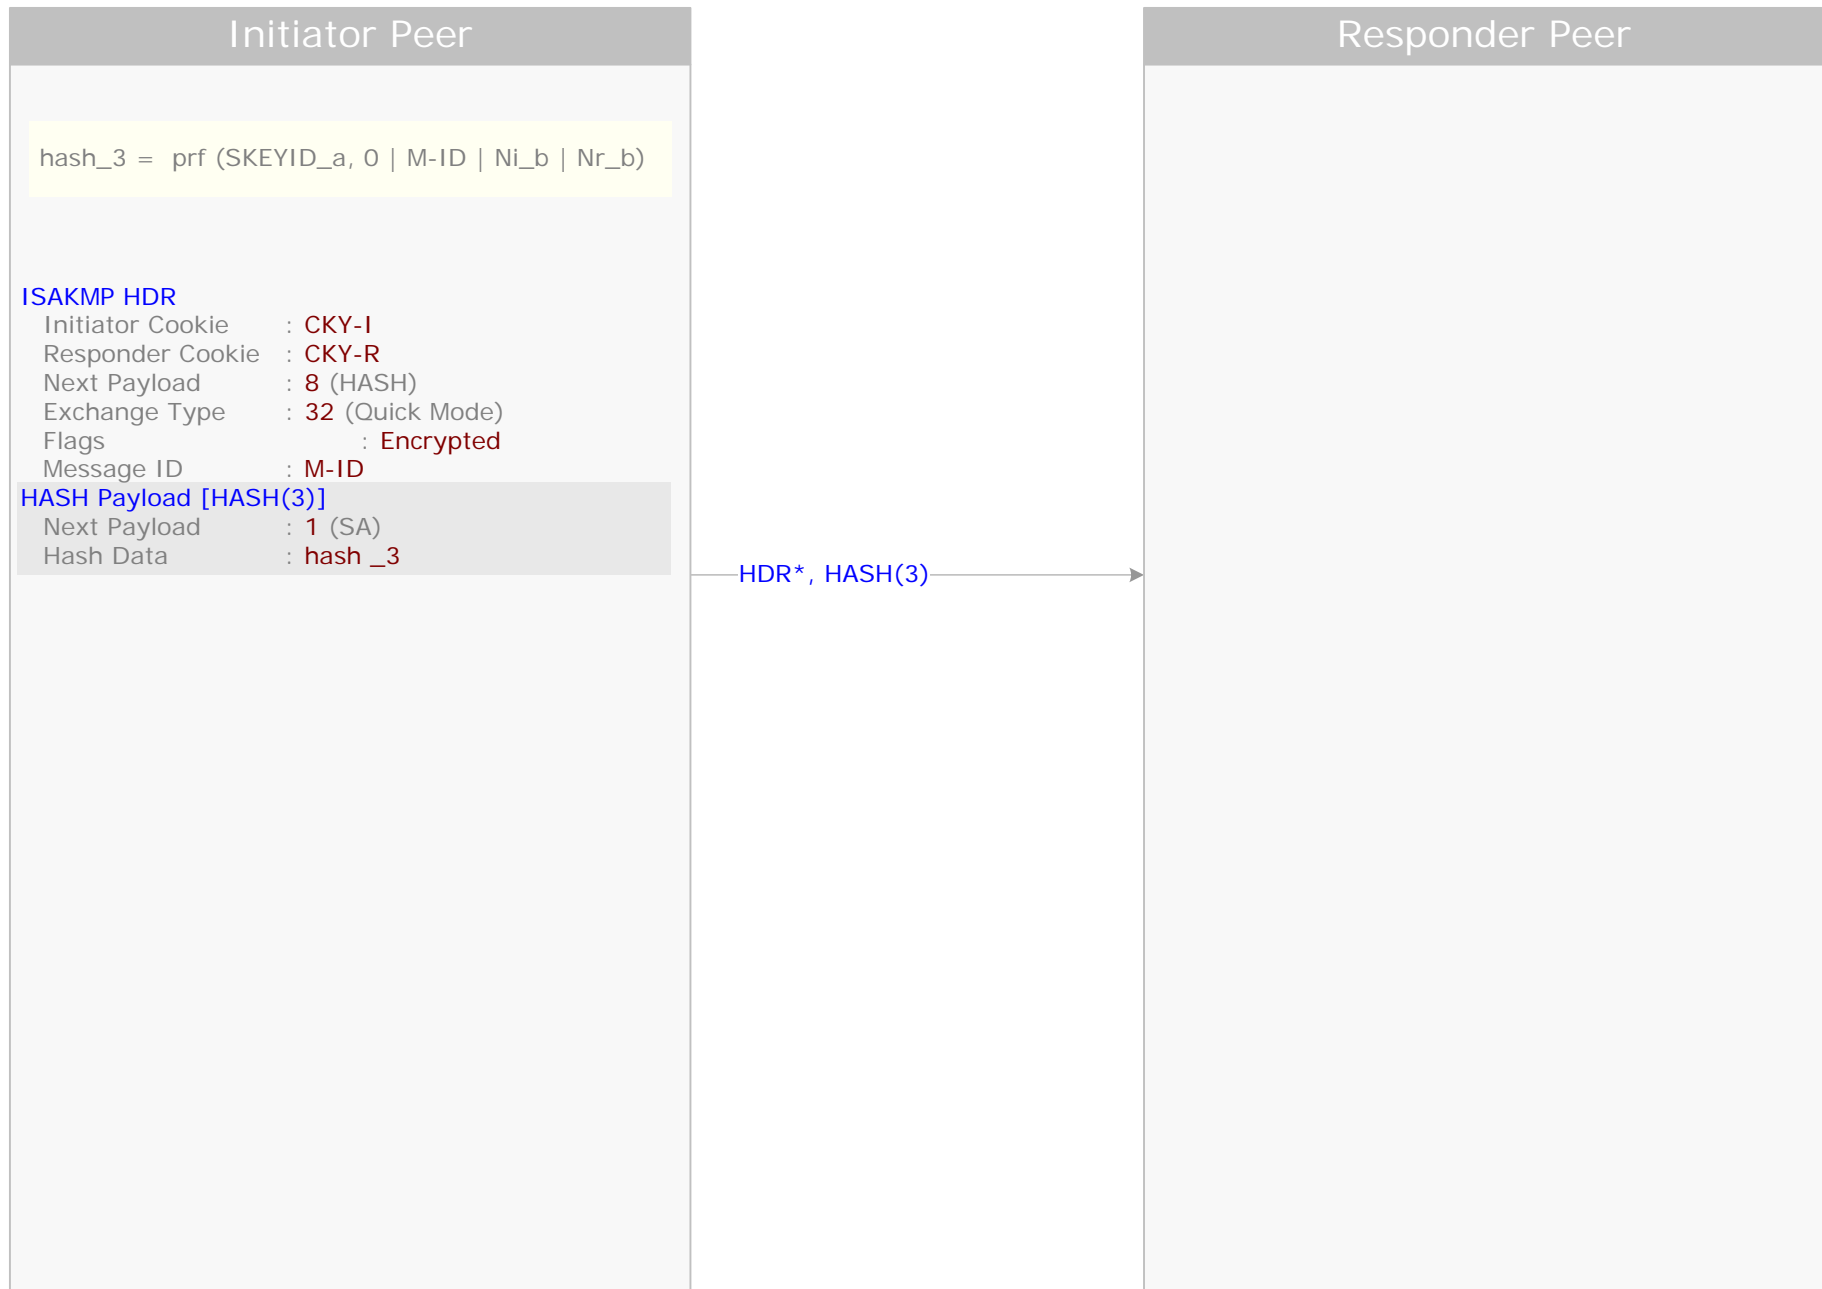 Initiator Peer
Responder Peer
hash_3 = prf (SKEYID_a, 0 | M-ID | Ni_b | Nr_b)
ISAKMP HDR
Initiator Cookie : CKY-I
Responder Cookie : CKY-R
Next Payload : 8 (HASH)
Exchange Type : 32 (Quick Mode)
Flags : Encrypted
Message ID : M-ID
HASH Payload [HASH(3)]
Next Payload : 1 (SA)
Hash Data : hash _3
HDR*, HASH(3)